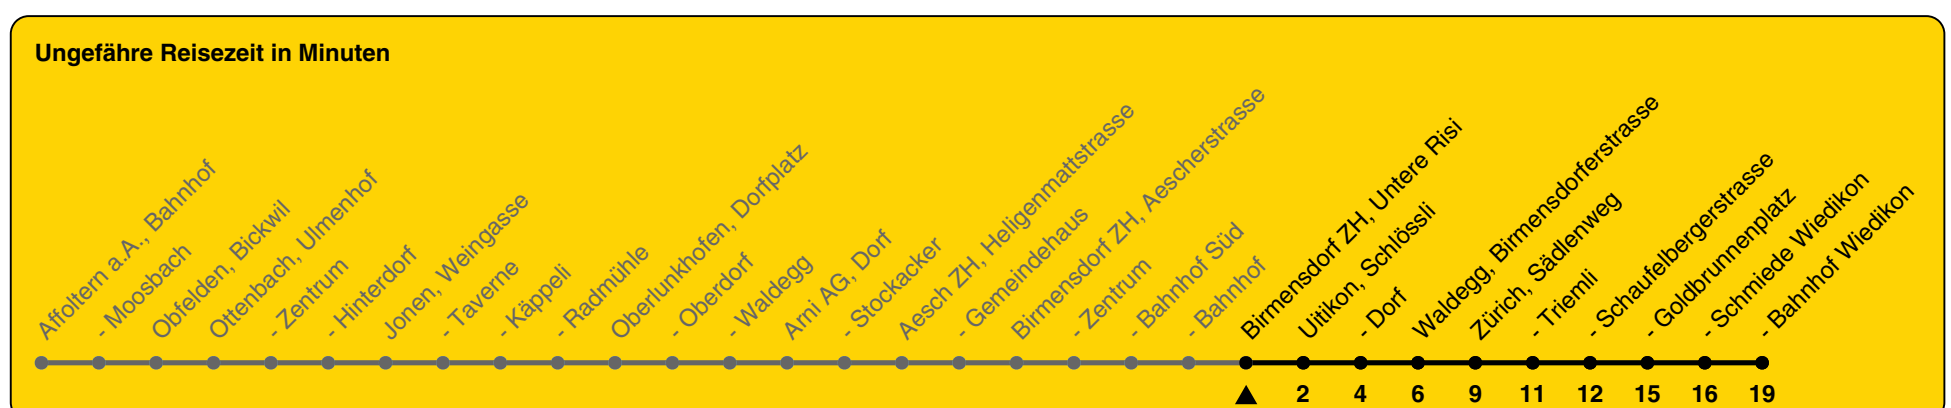 Ungefähre Reisezeit in Minuten
Affoltern a.A., Bahnhof
- Moosbach
Obfelden, Bickwil
Ottenbach, Ulmenhof
- Zentrum
- Hinterdorf
Jonen, Weingasse
- Taverne
- Käppeli
- Radmühle
Oberlunkhofen, Dorfplatz
- Oberdorf
- Waldegg
Arni AG, Dorf
- Stockacker
Aesch ZH, Heligenmattstrasse
- Gemeindehaus
Birmensdorf ZH, Aescherstrasse
- Zentrum
- Bahnhof Süd
- Bahnhof
Birmensdorf ZH, Untere Risi
Uitikon, Schlössli
- Dorf
Waldegg, Birmensdorferstrasse
Zürich, Sädlenweg
- Triemli
- Schaufelbergerstrasse
- Goldbrunnenplatz
- Schmiede Wiedikon
- Bahnhof Wiedikon
2 4 6 9 11 12 15 16 19